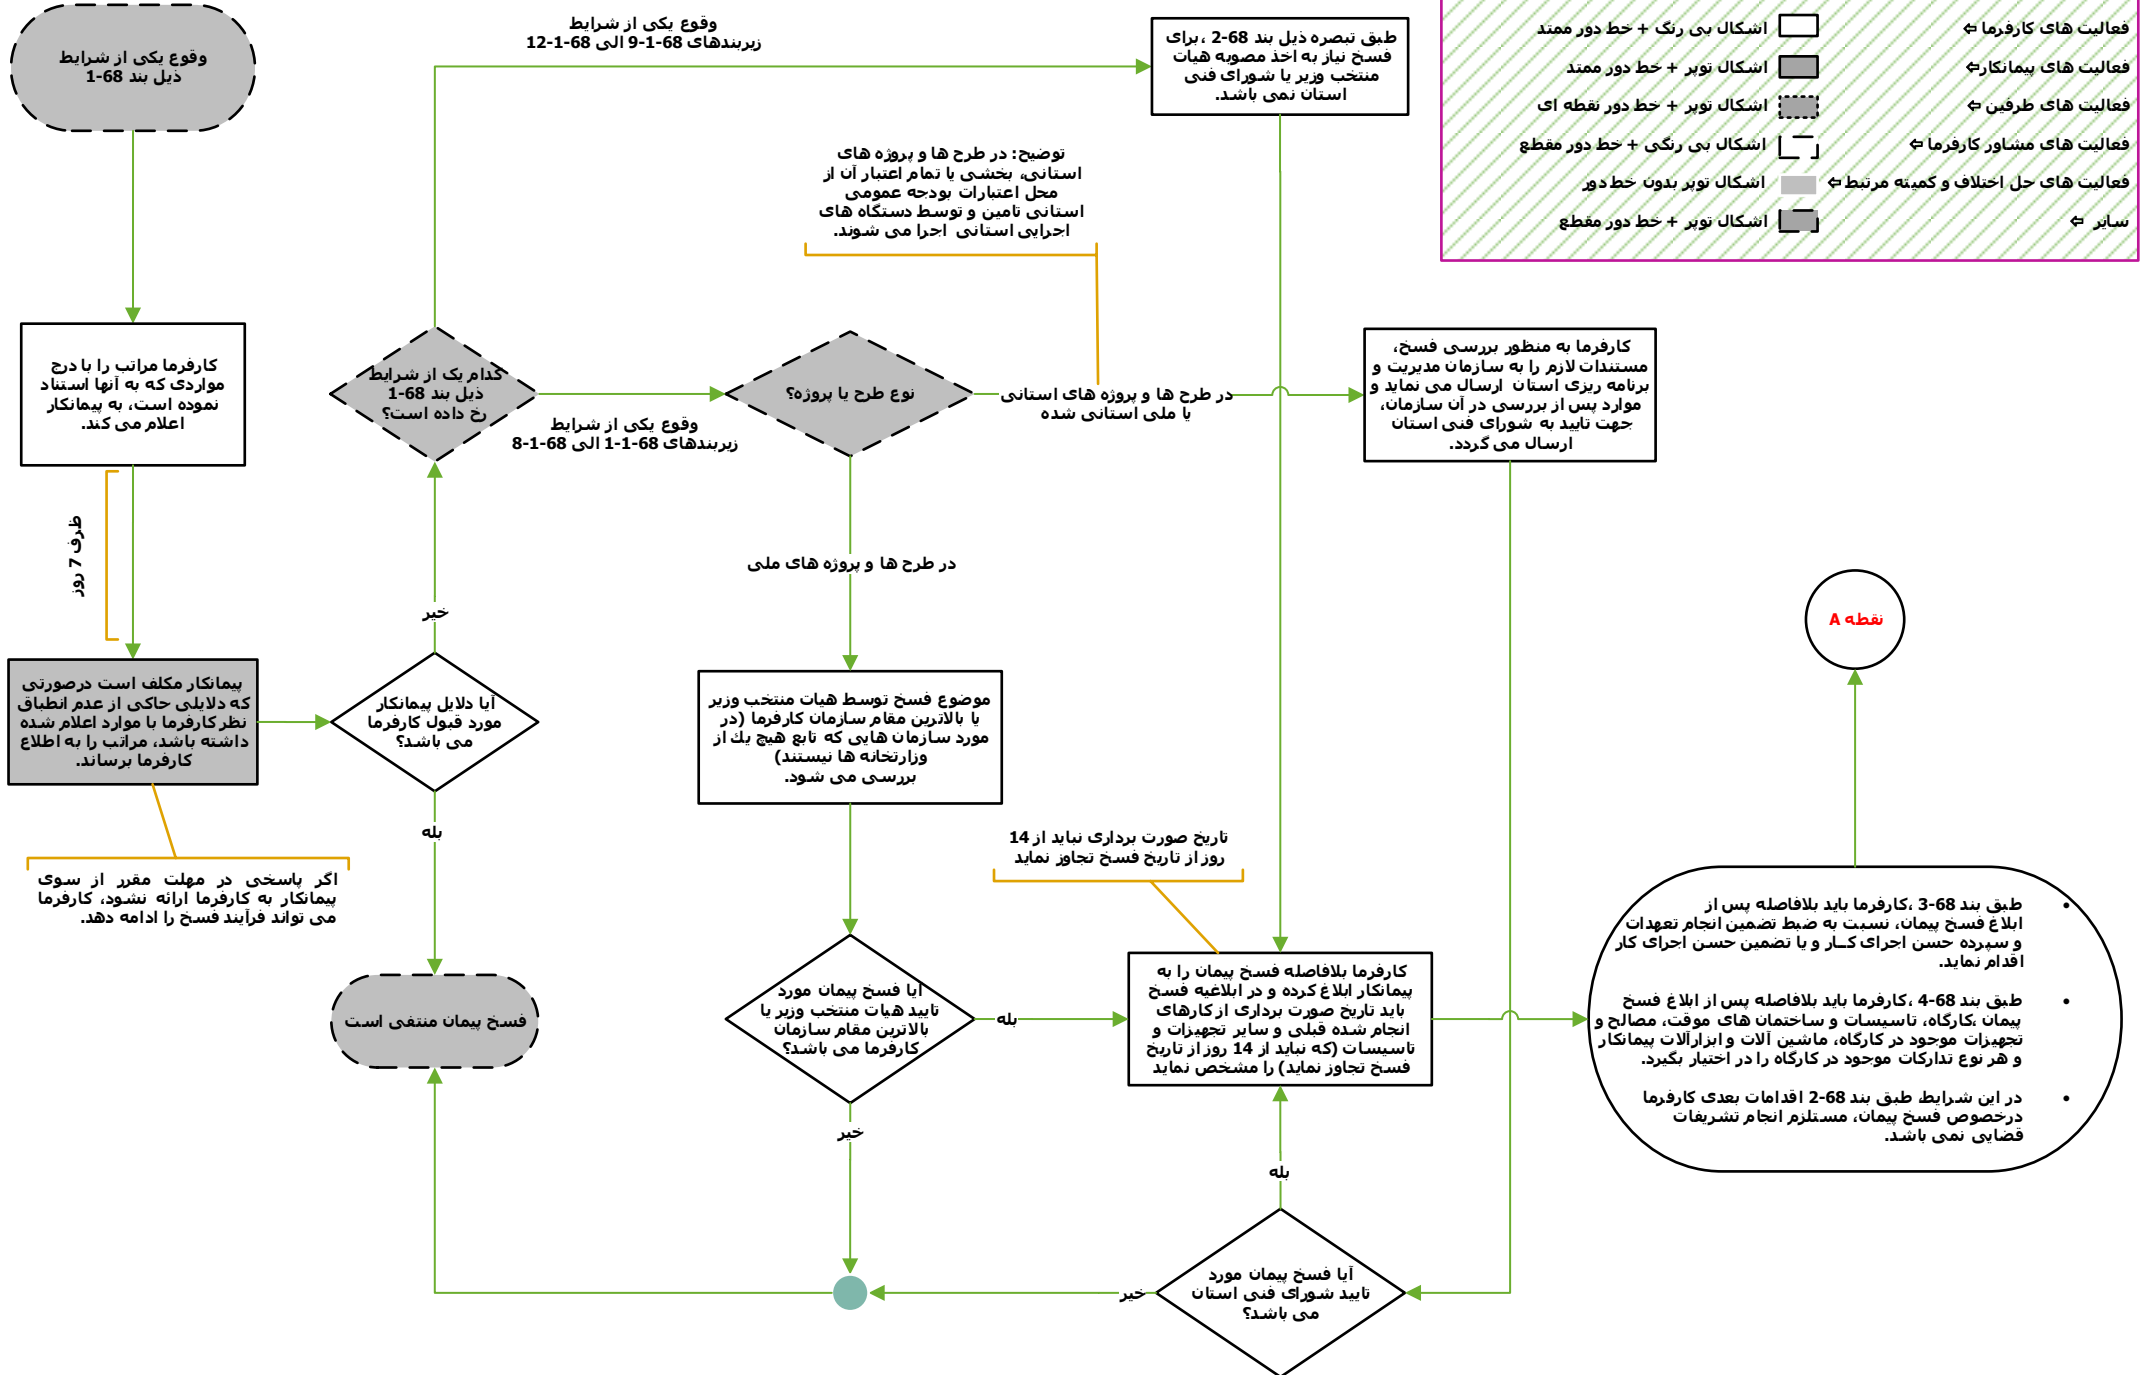 وقوع یکی از شرایط
ذیل بند 68-1
وقوع یکی از شرایط
زیربندهای 68-1-9 الی 68-1-12
طبق تبصره ذیل بند 68-2 ،برای
فسخ نیاز به اخذ مصوبه هیات
منتخب وزیر یا شورای فنی
استان نمی باشد.
فعالیت های کارفرما ⇦
اشکال بی رنگ + خط دور ممتد
فعالیت های پیمانکار⇦
اشکال توپر + خط دور ممتد
فعالیت های طرفین ⇦
اشکال توپر + خط دور نقطه ای
فعالیت های مشاور کارفرما ⇦
اشکال بی رنگی + خط دور مقطع
فعالیت های حل اختلاف و کمیته مرتبط ⇦
اشکال توپر بدون خط دور
سایر ⇦
اشکال توپر + خط دور مقطع
توضیح: در طرح ها و پروژه های
استانی، بخشی یا تمام اعتبار آن از
محل اعتبارات بودجه عمومی
استانی تامین و توسط دستگاه های
اجرایی استانی اجرا می شوند.
کارفرما مراتب را با درج
مواردی که به آنها استناد
نموده است، به پیمانکار
اعلام می کند.
کدام یک از شرایط
ذیل بند 68-1
رخ داده است؟
وقوع یکی از شرایط
زیربندهای 68-1-1 الی 68-1-8
نوع طرح یا پروژه؟
در طرح ها و پروژه های استانی
یا ملی استانی شده
کارفرما به منظور بررسی فسخ،
مستندات لازم را به سازمان مدیریت و
برنامه ریزی استان ارسال می نماید و
موارد پس از بررسی در آن سازمان،
جهت تایید به شورای فنی استان
ارسال می گردد.
ظرف 7 روز
در طرح ها و پروژه های ملی
خیر
نقطه A
پیمانکار مکلف است درصورتی
که دلایلی حاکی از عدم انطباق
نظر کارفرما با موارد اعلام شده
داشته باشد، مراتب را به اطلاع
کارفرما برساند.
آیا دلایل پیمانکار
مورد قبول کارفرما
می باشد؟
موضوع فسخ توسط هیات منتخب وزیر
یا بالاترین مقام سازمان کارفرما (در
مورد سازمان هایی که تابع هیچ یك از
وزارتخانه ها نیستند)
بررسی می شود.
بله
تاریخ صورت برداری نباید از 14
روز از تاریخ فسخ تجاوز نماید
اگر پاسخی در مهلت مقرر از سوی
پیمانکار به کارفرما ارائه نشود، کارفرما
می تواند فرآیند فسخ را ادامه دهد.
فسخ پیمان منتفی است
آیا فسخ پیمان مورد
تایید هیات منتخب وزیر یا
بالاترین مقام سازمان
کارفرما می باشد؟
بله
کارفرما بلافاصله فسخ پیمان را به
پیمانکار ابلاغ کرده و در ابلاغیه فسخ
باید تاریخ صورت برداری از کارهای
انجام شده قبلی و سایر تجهیزات و
تاسیسات (که نباید از 14 روز از تاریخ
فسخ تجاوز نماید) را مشخص نماید
• طبق بند 68-3 ،کارفرما باید بلافاصله پس از
ابلاغ فسخ پیمان، نسبت به ضبط تضمین انجام تعهدات
و سپرده حسن اجرای کــار و یا تضمین حسن اجرای کار
اقدام نماید.
• طبق بند 68-4 ،کارفرما باید بلافاصله پس از ابلاغ فسخ
پیمان ،کارگاه، تاسیسات و ساختمان های موقت، مصالح و
تجهیزات موجود در کارگاه، ماشین آلات و ابزارآلات پیمانکار
و هر نوع تدارکات موجود در کارگاه را در اختیار بگیرد.
• در این شرایط، طبق بند 68-2 اقدامات بعدی کارفرما
درخصوص فسخ پیمان، مستلزم انجام تشریفات
قضایی نمی باشد.
خیر
بله
آیا فسخ پیمان مورد
تایید شورای فنی استان
می باشد؟
خیر